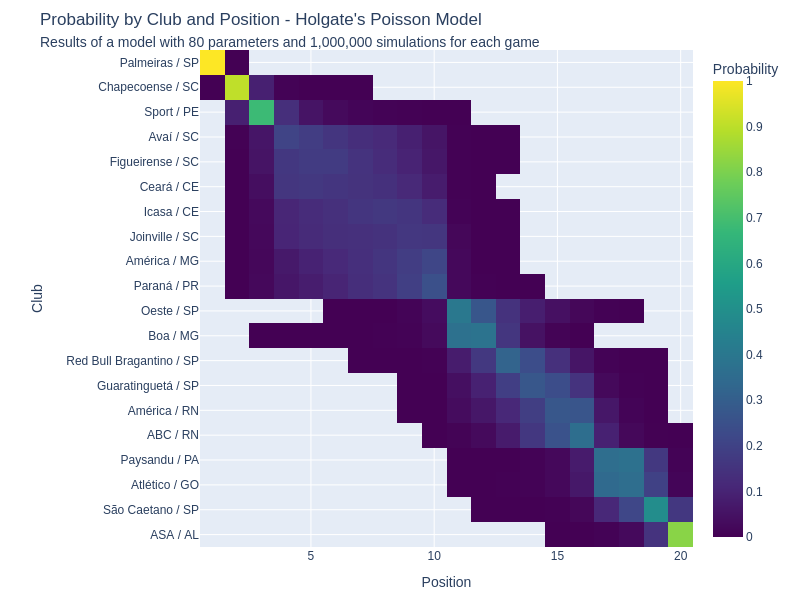 Probability by Club and Position - Holgate's Poisson Model
Results of a model with 80 parameters and 1,000,000 simulations for each game
Palmeiras / SP
Chapecoense / SC
Sport / PE
Avaí / SC
Figueirense / SC
Ceará / CE
Icasa / CE
Joinville / SC
América / MG
Paraná / PR
Oeste / SP
Boa / MG
Red Bull Bragantino / SP
Guaratinguetá / SP
América / RN
ABC / RN
Paysandu / PA
Atlético / GO
São Caetano / SP
ASA / AL
Club
5
10
15
20
Position
Probability
1
0.9
0.8
0.7
0.6
0.5
0.4
0.3
0.2
0.1
0